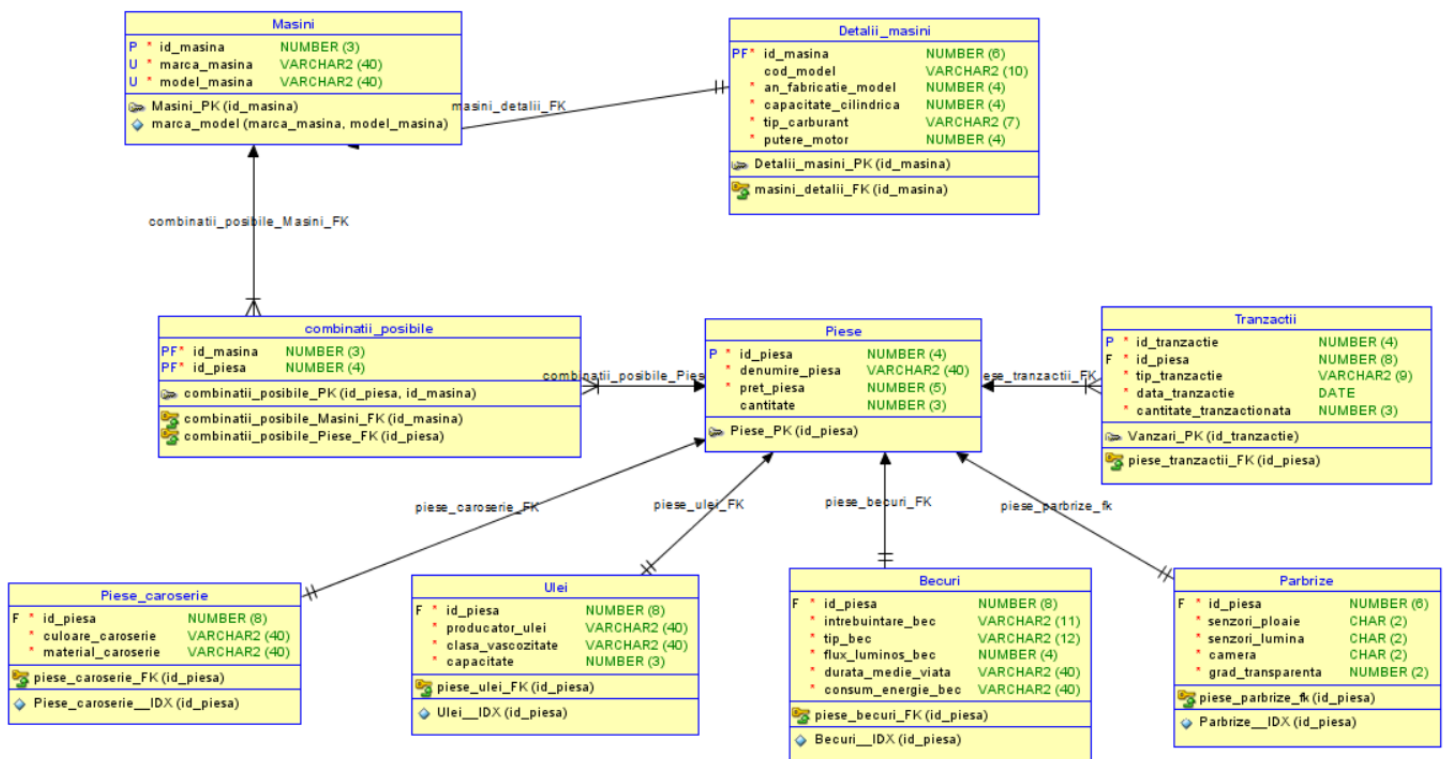 Masini
P * id_masina NUMBER (3)
U * marca_masina VARCHAR2 (40)
U * model_masina VARCHAR2 (40)
Masini_PK (id_masina)
marca_model (marca_masina, model_masina)
masini_detalii_FK
Detalii_masini
PF* id_masina NUMBER (6)
cod_model VARCHAR2 (10)
* an_fabricatie_model NUMBER (4)
* capacitate_cilindrica NUMBER (4)
* tip_carburant VARCHAR2 (7)
* putere_motor NUMBER (4)
Detalii_masini_PK (id_masina)
masini_detalii_FK (id_masina)
combinatii_posibile_Masini_FK
combinatii_posibile
PF* id_masina NUMBER (3)
PF* id_piesa NUMBER (4)
combinatii_posibile_PK (id_piesa, id_masina)
combinatii_posibile_Masini_FK (id_masina)
combinatii_posibile_Piese_FK (id_piesa)
combinatii_posibile_Pies
Piese
P * id_piesa NUMBER (4)
* denumire_piesa VARCHAR2 (40)
* pret_piesa NUMBER (5)
cantitate NUMBER (3)
Piese_PK (id_piesa)
ese_tranzactii_FK
Tranzactii
P * id_tranzactie NUMBER (4)
F * id_piesa NUMBER (8)
* tip_tranzactie VARCHAR2 (9)
* data_tranzactie DATE
* cantitate_tranzactionata NUMBER (3)
Vanzari_PK (id_tranzactie)
piese_tranzactii_FK (id_piesa)
piese_caroserie_FK
piese_ulei_FK
piese_becuri_FK
piese_parbrize_fk
Piese_caroserie
F * id_piesa NUMBER (8)
* culoare_caroserie VARCHAR2 (40)
* material_caroserie VARCHAR2 (40)
piese_caroserie_FK (id_piesa)
Piese_caroserie__IDX (id_piesa)
Ulei
F * id_piesa NUMBER (8)
* producator_ulei VARCHAR2 (40)
* clasa_vascozitate VARCHAR2 (40)
* capacitate NUMBER (3)
piese_ulei_FK (id_piesa)
Ulei__IDX (id_piesa)
Becuri
F * id_piesa NUMBER (8)
* intrebuintare_bec VARCHAR2 (11)
* tip_bec VARCHAR2 (12)
* flux_luminos_bec NUMBER (4)
* durata_medie_viata VARCHAR2 (40)
* consum_energie_bec VARCHAR2 (40)
piese_becuri_FK (id_piesa)
Becuri__IDX (id_piesa)
Parbrize
F * id_piesa NUMBER (6)
* senzori_ploaie CHAR (2)
* senzori_lumina CHAR (2)
* camera CHAR (2)
* grad_transparenta NUMBER (2)
piese_parbrize_fk (id_piesa)
Parbrize__IDX (id_piesa)